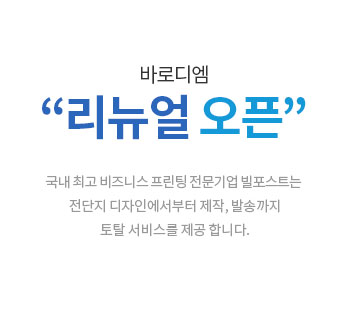 바로디엠
“리뉴얼 오픈”
국내 최고 비즈니스 프린팅 전문기업 빌포스트는
전단지 디자인에서부터 제작, 발송까지
토탈 서비스를 제공 합니다.